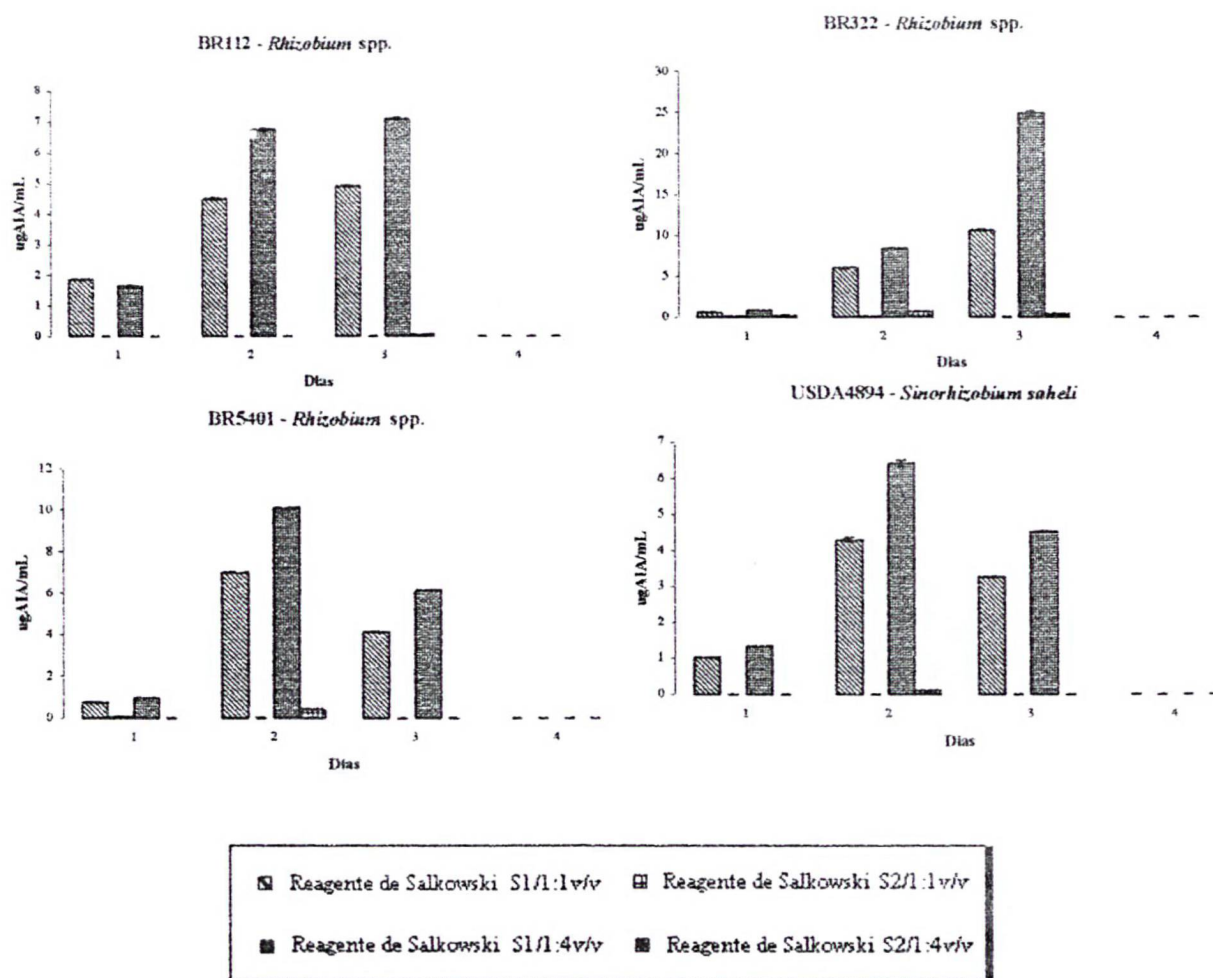 BR112 - Rhizobium spp.
8
7
6
5
4
3
2
1
0
ugAIA/mL
1 2 3 4
Dias
BR322 - Rhizobium spp.
30
25
20
15
10
5
0
ugAIA/mL
1 2 3 4
Dias
BR5401 - Rhizobium spp.
12
10
8
6
4
2
0
ugAIA/mL
1 2 3 4
Dias
USDA4894 - Sinorhizobium saheli
7
6
5
4
3
2
1
0
ugAIA/mL
1 2 3 4
Dias
Reagente de Salkowski S1/1:1v/v Reagente de Salkowski S2/1:1v/v
Reagente de Salkowski S1/1:4v/v Reagente de Salkowski S2/1:4v/v